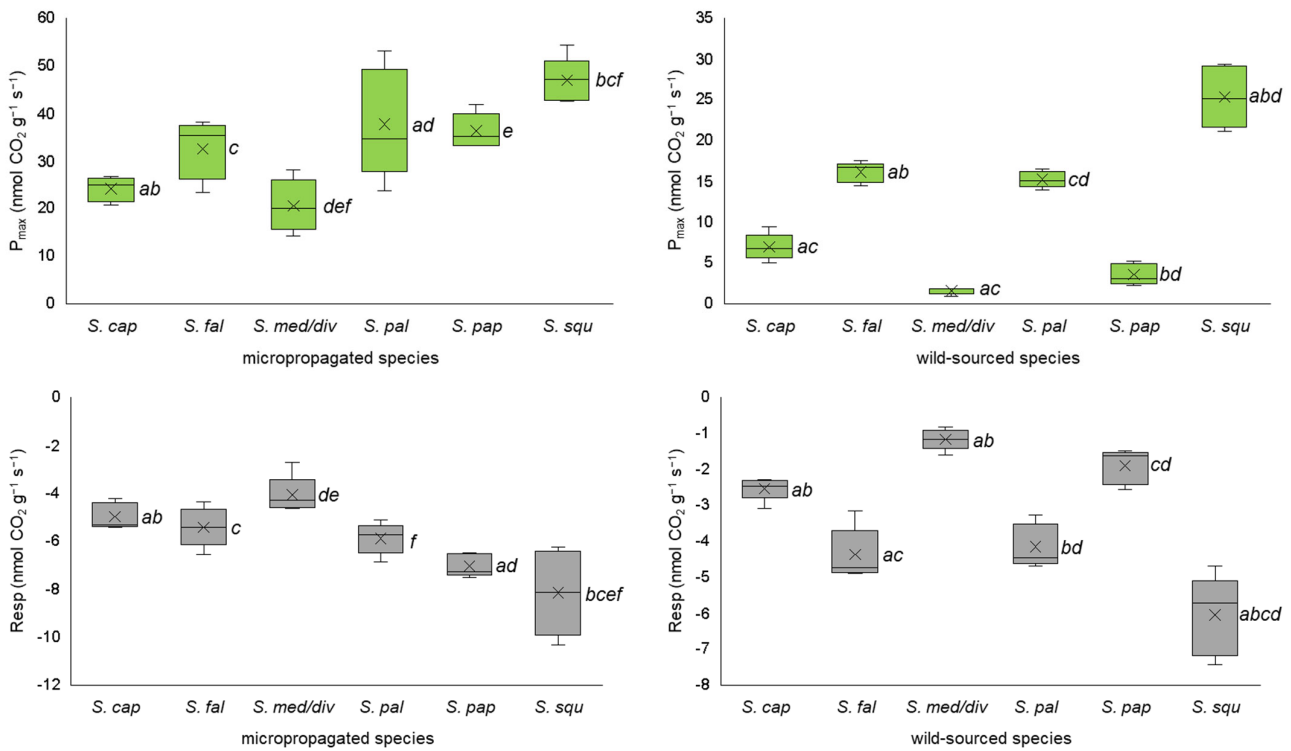 P_max (nmol CO₂ g⁻¹ s⁻¹)
60
50
40
30
20
10
0
ab
c
def
ad
e
bcf
S. cap
S. fal
S. med/div
S. pal
S. pap
S. squ
micropropagated species
P_max (nmol CO₂ g⁻¹ s⁻¹)
35
30
25
20
15
10
5
0
ac
ab
ac
cd
bd
abd
S. cap
S. fal
S. med/div
S. pal
S. pap
S. squ
wild-sourced species
Resp (nmol CO₂ g⁻¹ s⁻¹)
0
-2
-4
-6
-8
-10
-12
ab
c
de
f
ad
bcef
S. cap
S. fal
S. med/div
S. pal
S. pap
S. squ
micropropagated species
Resp (nmol CO₂ g⁻¹ s⁻¹)
0
-1
-2
-3
-4
-5
-6
-7
-8
ab
ac
ab
bd
cd
abcd
S. cap
S. fal
S. med/div
S. pal
S. pap
S. squ
wild-sourced species